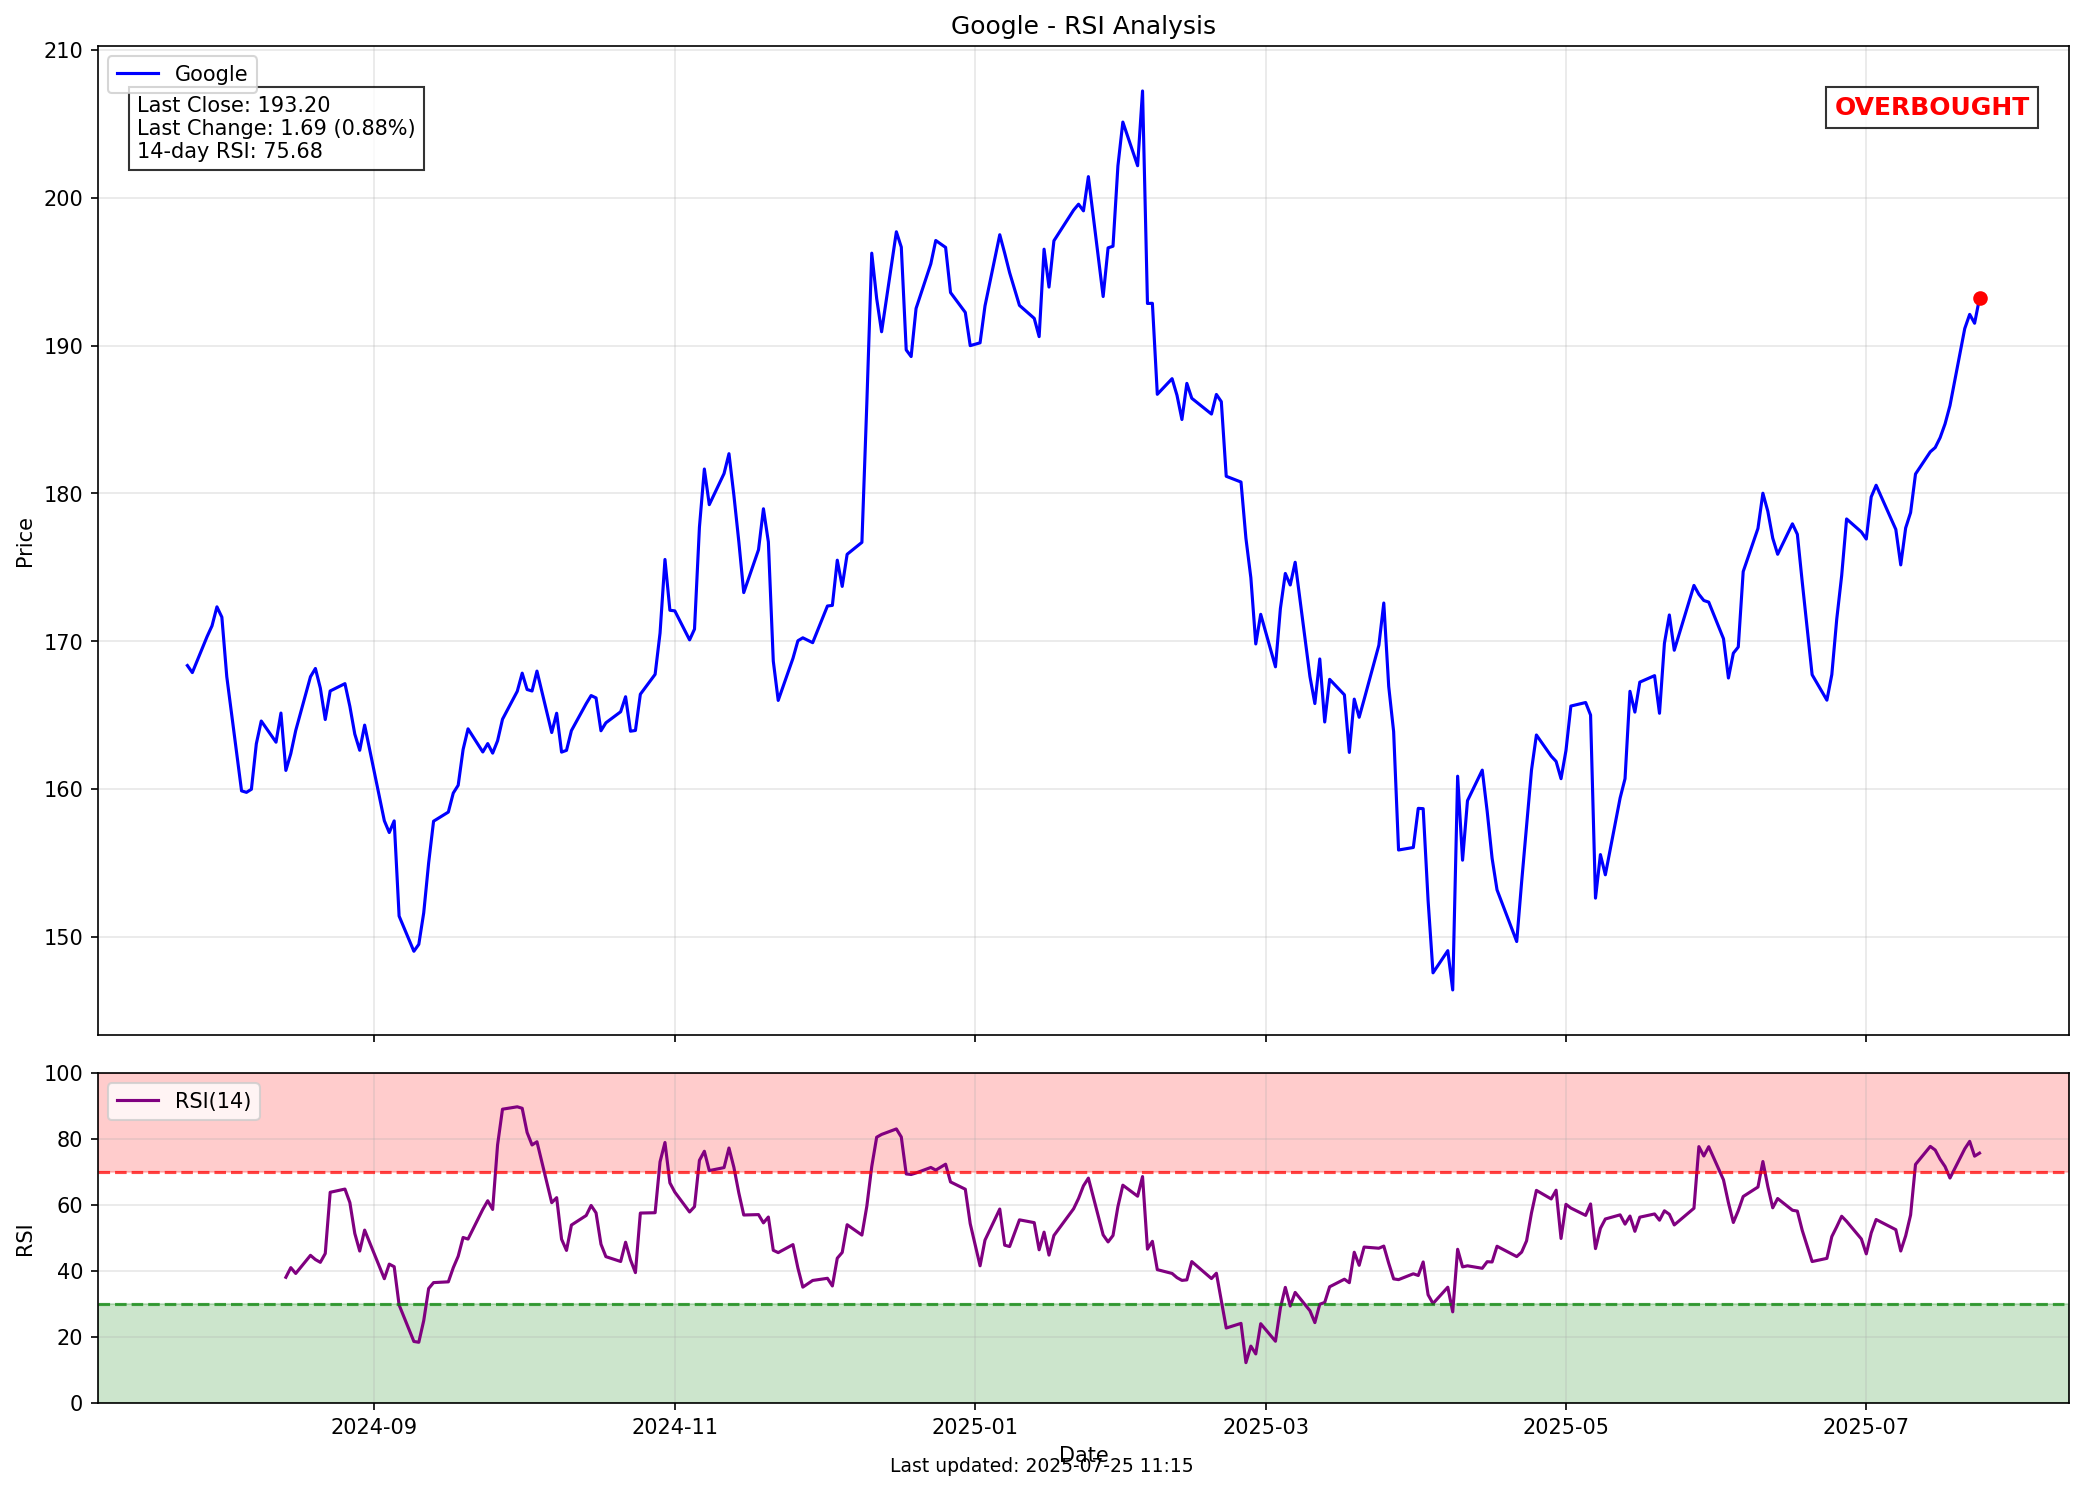 Google - RSI Analysis
Google
Last Close: 193.20
Last Change: 1.69 (0.88%)
14-day RSI: 75.68
OVERBOUGHT
210
200
190
180
170
160
150
Price
RSI(14)
100
80
60
40
20
0
RSI
2024-09 2024-11 2025-01 2025-03 2025-05 2025-07
Date
Last updated: 2025-07-25 11:15